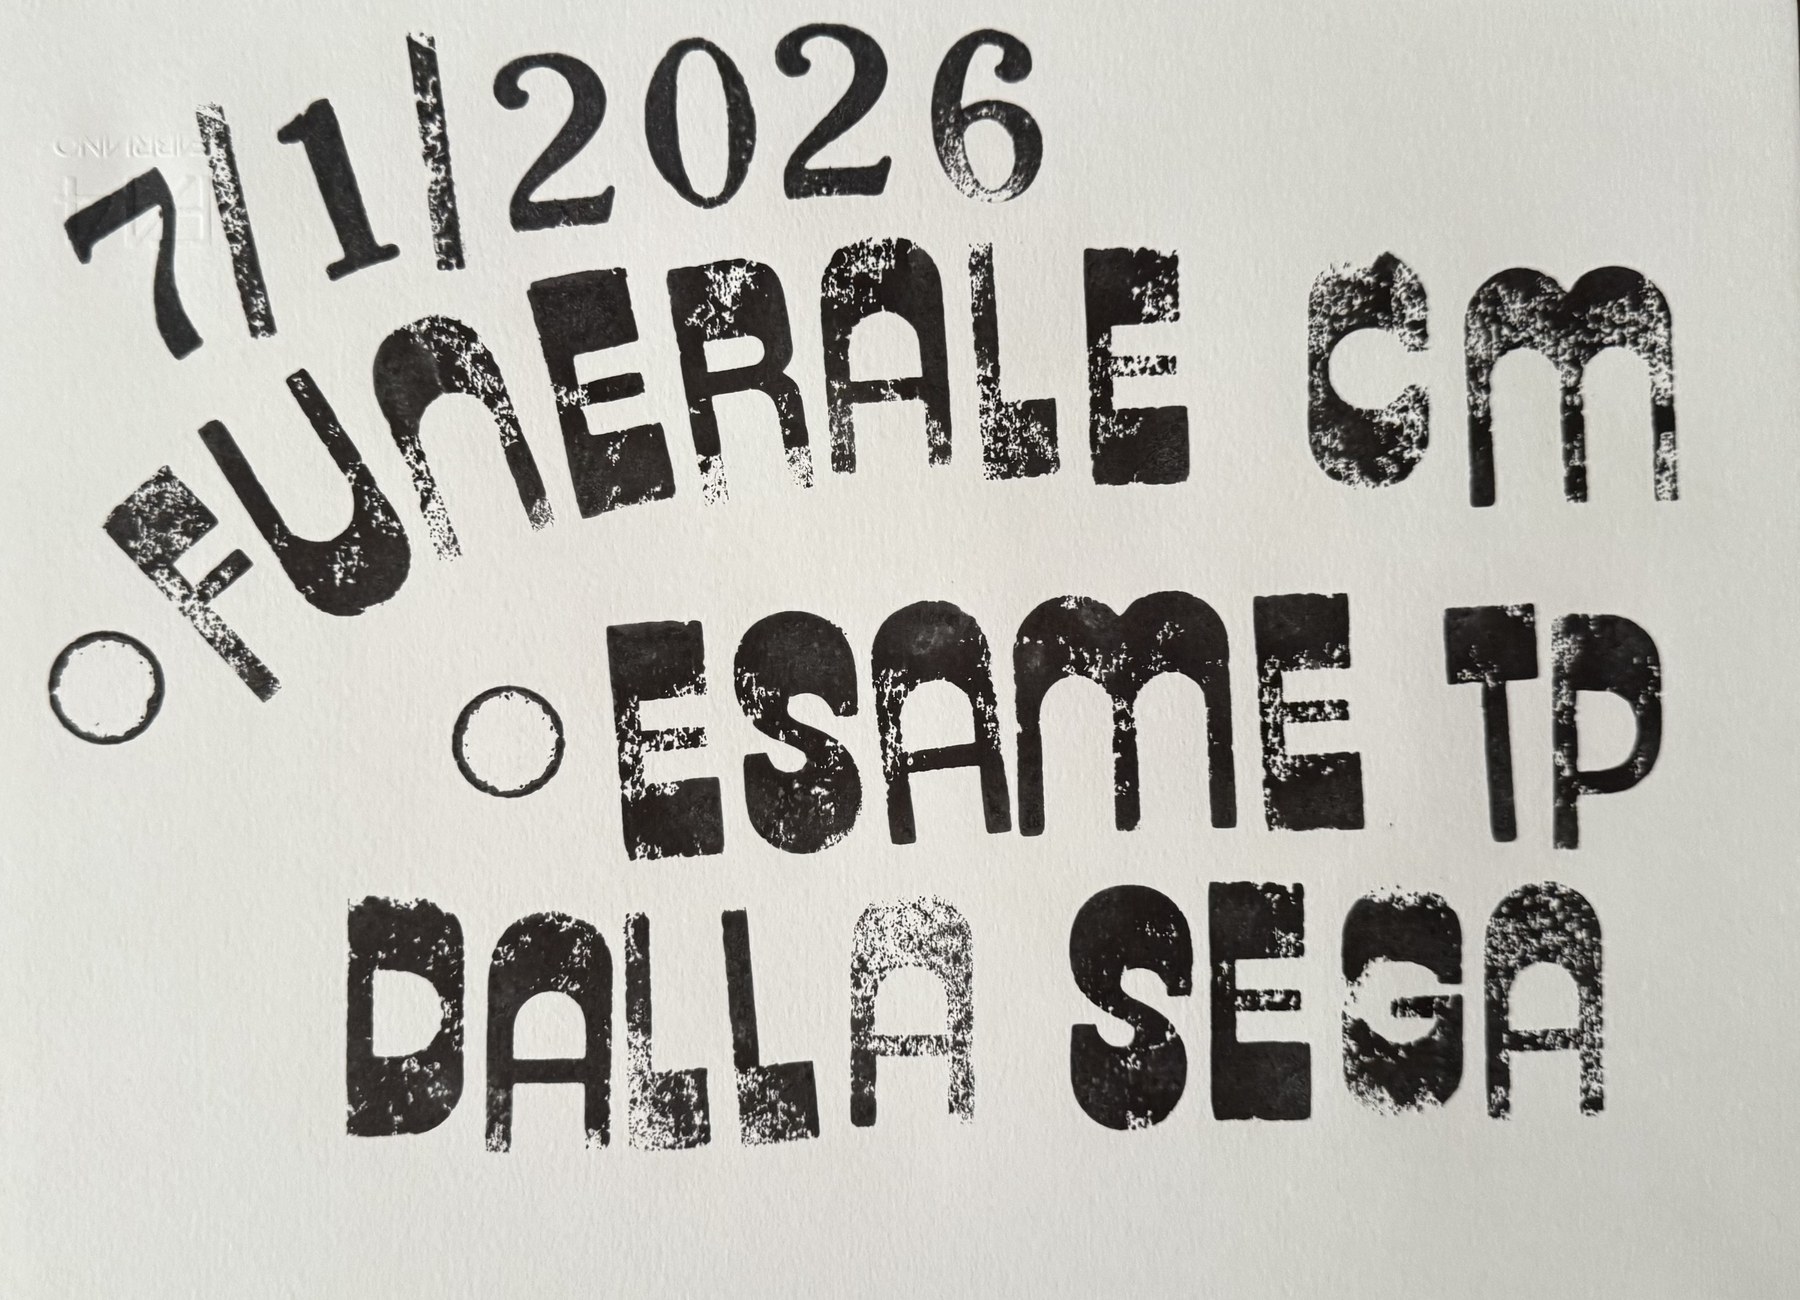 7/1/2026
○ FUNERALE CM
○ ESAME TP
DALLA SEGA